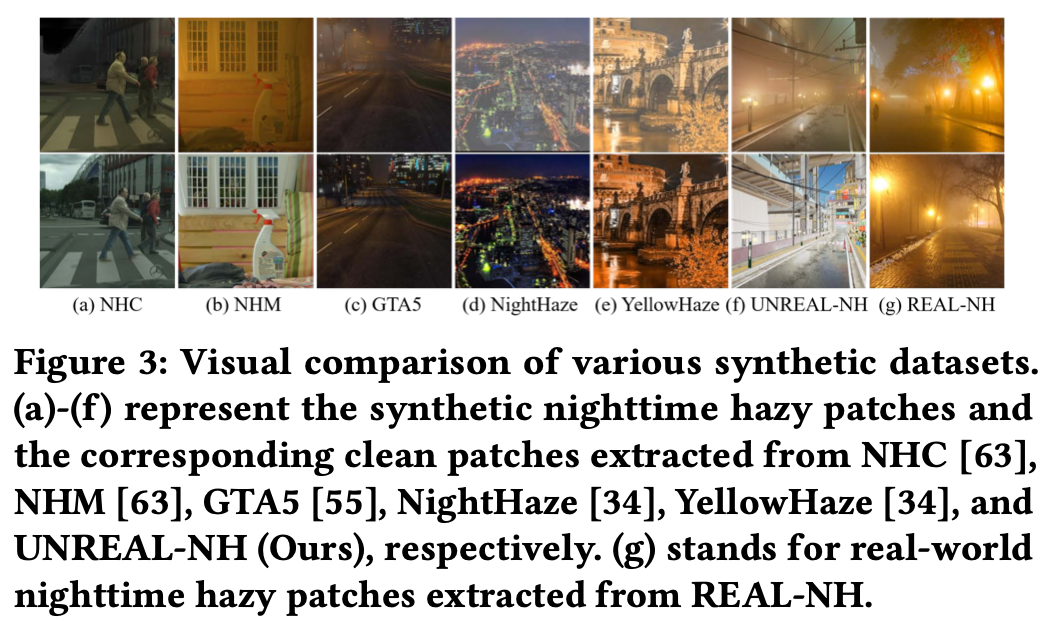 (a) NHC (b) NHM (c) GTA5 (d) NightHaze (e) YellowHaze (f) UNREAL-NH (g) REAL-NH
Figure 3: Visual comparison of various synthetic datasets.
(a)-(f) represent the synthetic nighttime hazy patches and
the corresponding clean patches extracted from NHC [63],
NHM [63], GTA5 [55], NightHaze [34], YellowHaze [34], and
UNREAL-NH (Ours), respectively. (g) stands for real-world
nighttime hazy patches extracted from REAL-NH.